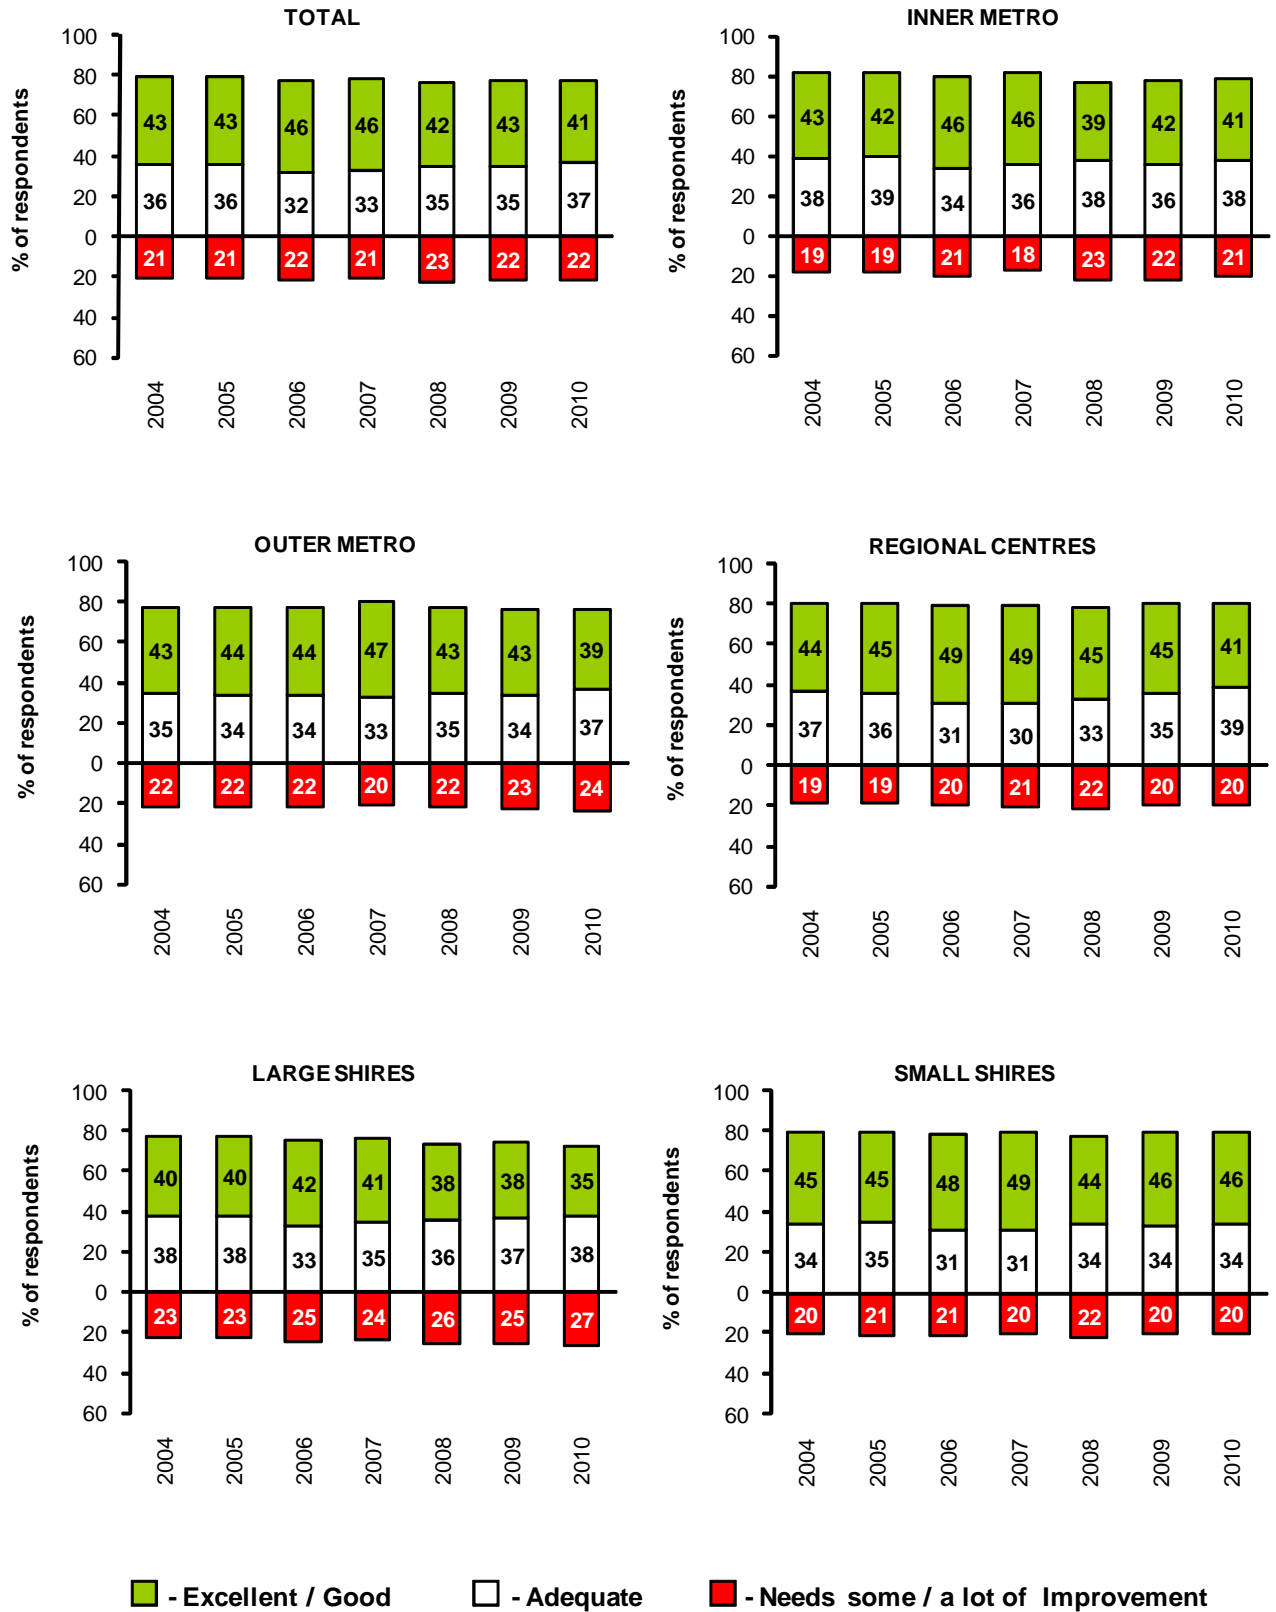 TOTAL
% of respondents
100
80
60
40
20
0
20
40
60
43 43 46 46 42 43 41
36 36 32 33 35 35 37
21 21 22 21 23 22 22
2004 2005 2006 2007 2008 2009 2010
INNER METRO
% of respondents
100
80
60
40
20
0
20
40
60
43 42 46 46 39 42 41
38 39 34 36 38 36 38
19 19 21 18 23 22 21
2004 2005 2006 2007 2008 2009 2010
OUTER METRO
% of respondents
100
80
60
40
20
0
20
40
60
43 44 44 47 43 43 39
35 34 34 33 35 34 37
22 22 22 20 22 23 24
2004 2005 2006 2007 2008 2009 2010
REGIONAL CENTRES
% of respondents
100
80
60
40
20
0
20
40
60
44 45 49 49 45 45 41
37 36 31 30 33 35 39
19 19 20 21 22 20 20
2004 2005 2006 2007 2008 2009 2010
LARGE SHIRES
% of respondents
100
80
60
40
20
0
20
40
60
40 40 42 41 38 38 35
38 38 33 35 36 37 38
23 23 25 24 26 25 27
2004 2005 2006 2007 2008 2009 2010
SMALL SHIRES
% of respondents
100
80
60
40
20
0
20
40
60
45 45 48 49 44 46 46
34 35 31 31 34 34 34
20 21 21 20 22 20 20
2004 2005 2006 2007 2008 2009 2010
- Excellent / Good - Adequate - Needs some / a lot of Improvement